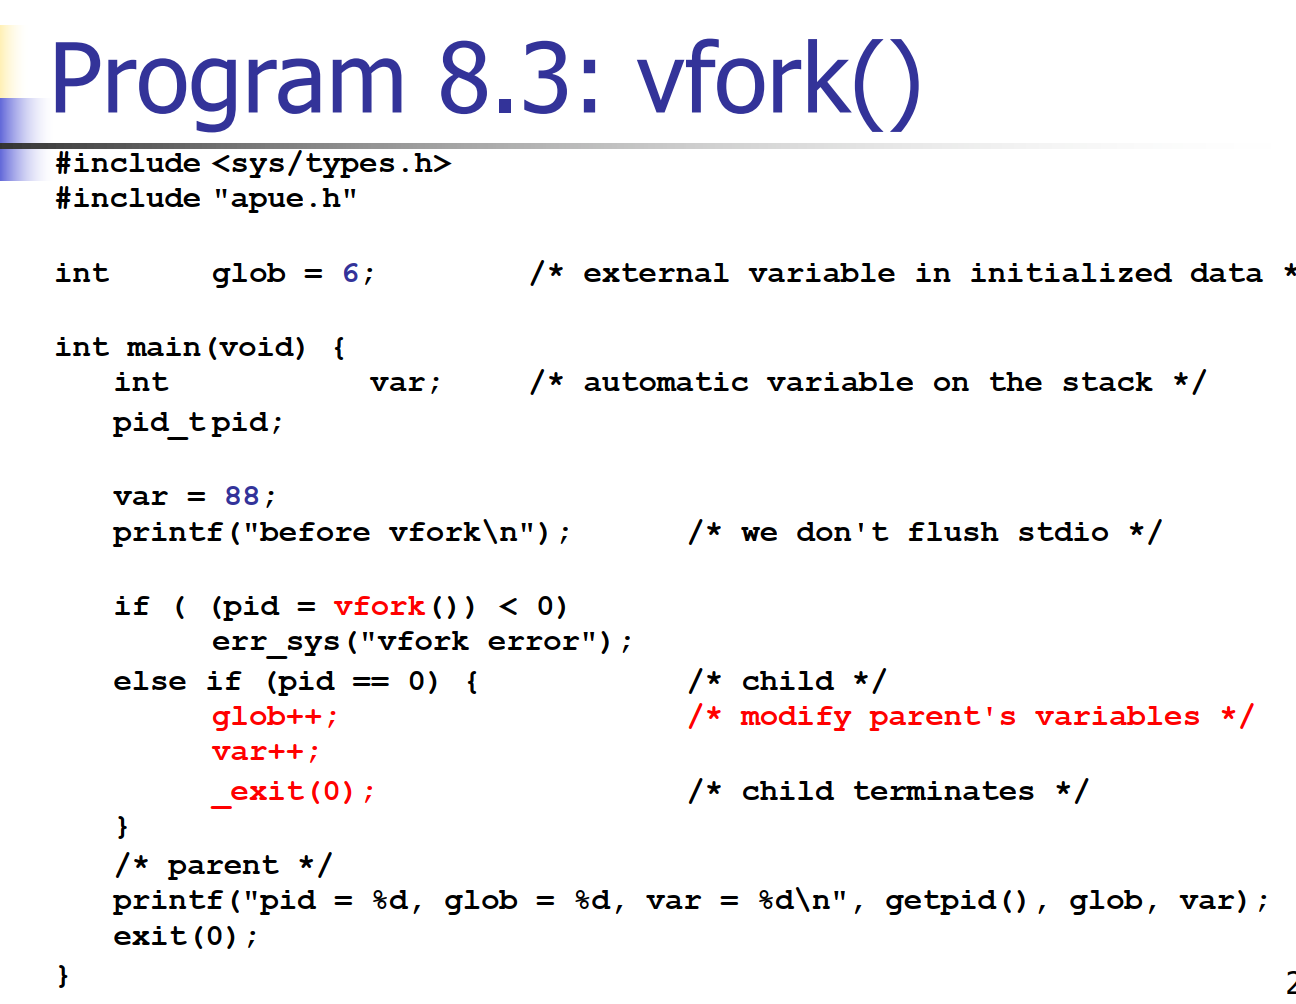 Program 8.3: vfork()
#include <sys/types.h>
#include "apue.h"
int glob = 6; /* external variable in initialized data *
int main(void) {
int var; /* automatic variable on the stack */
pid_t pid;
var = 88;
printf("before vfork\n"); /* we don't flush stdio */
if ( (pid = vfork()) < 0)
err_sys("vfork error");
else if (pid == 0) { /* child */
glob++; /* modify parent's variables */
var++;
_exit(0); /* child terminates */
}
/* parent */
printf("pid = %d, glob = %d, var = %d\n", getpid(), glob, var);
exit(0);
}